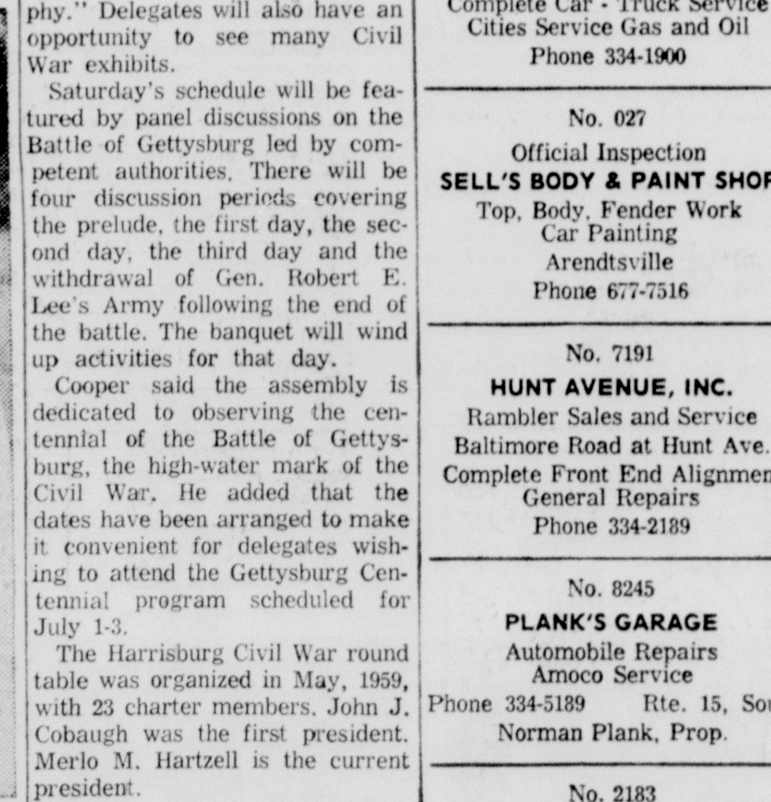 phy." Delegates will also have an
opportunity to see many Civil
War exhibits.
Saturday's schedule will be fea-
tured by panel discussions on the
Battle of Gettysburg led by com-
petent authorities. There will be
four discussion periods covering
the prelude, the first day, the sec-
ond day, the third day and the
withdrawal of Gen. Robert E.
Lee's Army following the end of
the battle. The banquet will wind
up activities for that day.
Cooper said the assembly is
dedicated to observing the cen-
tennial of the Battle of Gettys-
burg, the high-water mark of the
Civil War. He added that the
dates have been arranged to make
it convenient for delegates wish-
ing to attend the Gettysburg Cen-
tennial program scheduled for
July 1-3.
The Harrisburg Civil War round
table was organized in May, 1959,
with 23 charter members. John J.
Cobaugh was the first president.
Merlo M. Hartzell is the current
president.
Complete Car - Truck Service
Cities Service Gas and Oil
Phone 334-1900
No. 027
Official Inspection
SELL'S BODY & PAINT SHOP
Top, Body, Fender Work
Car Painting
Arendtsville
Phone 677-7516
No. 7191
HUNT AVENUE, INC.
Rambler Sales and Service
Baltimore Road at Hunt Ave.
Complete Front End Alignmen
General Repairs
Phone 334-2189
No. 8245
PLANK'S GARAGE
Automobile Repairs
Amoco Service
Phone 334-5189 Rte. 15, Sou
Norman Plank, Prop.
No. 2183